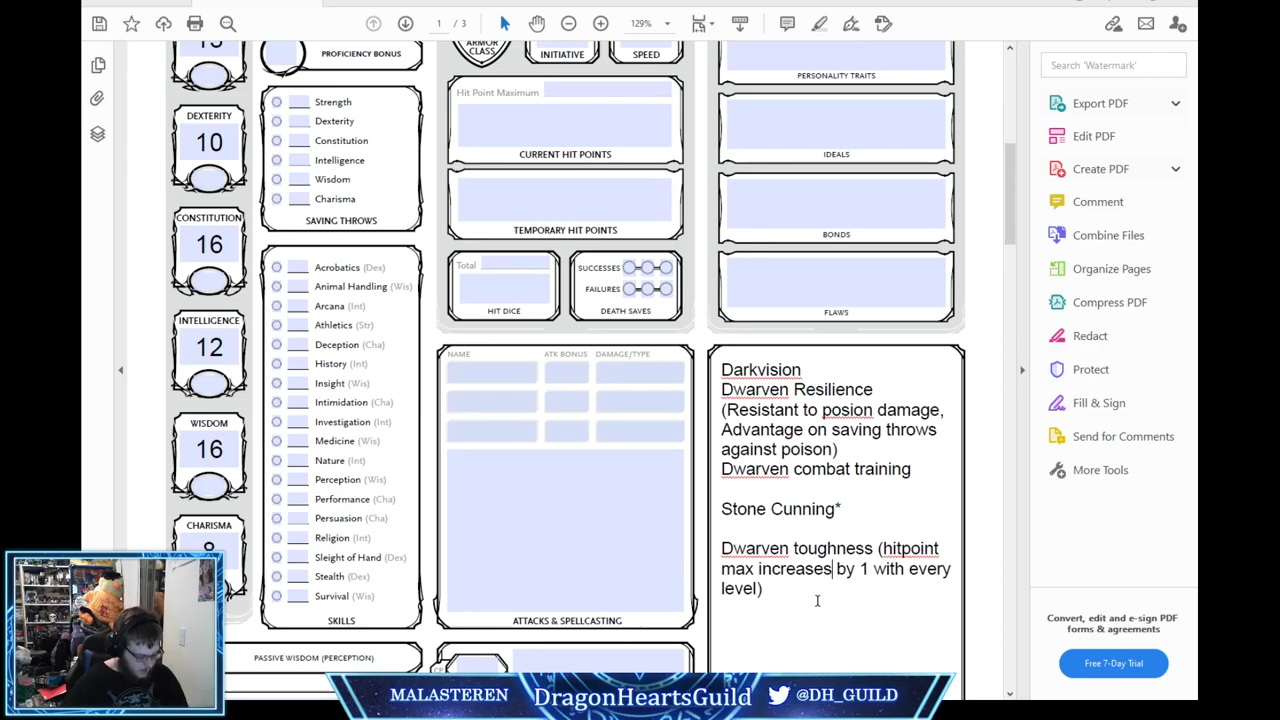 1 / 3
129%
Search 'Watermark'
13
PROFICIENCY BONUS
ARMOR
CLASS
INITIATIVE
SPEED
PERSONALITY TRAITS
DEXTERITY
10
CONSTITUTION
16
INTELLIGENCE
12
WISDOM
16
CHARISMA
Strength
Dexterity
Constitution
Intelligence
Wisdom
Charisma
SAVING THROWS
Acrobatics (Dex)
Animal Handling (Wis)
Arcana (Int)
Athletics (Str)
Deception (Cha)
History (Int)
Insight (Wis)
Intimidation (Cha)
Investigation (Int)
Medicine (Wis)
Nature (Int)
Perception (Wis)
Performance (Cha)
Persuasion (Cha)
Religion (Int)
Sleight of Hand (Dex)
Stealth (Dex)
Survival (Wis)
SKILLS
PASSIVE WISDOM (PERCEPTION)
Hit Point Maximum
CURRENT HIT POINTS
TEMPORARY HIT POINTS
Total
HIT DICE
SUCCESSES
FAILURES
DEATH SAVES
NAME ATK BONUS DAMAGE/TYPE
ATTACKS & SPELLCASTING
CP
IDEALS
BONDS
FLAWS
Darkvision
Dwarven Resilience
(Resistant to posion damage,
Advantage on saving throws
against poison)
Dwarven combat training
Stone Cunning*
Dwarven toughness (hitpoint
max increases by 1 with every
level)
Export PDF
Edit PDF
Create PDF
Comment
Combine Files
Organize Pages
Compress PDF
Redact
Protect
Fill & Sign
Send for Comments
More Tools
Convert, edit and e-sign PDF
forms & agreements
Free 7-Day Trial
MALASTEREN
DragonHeartsGuild
@DH_GUILD